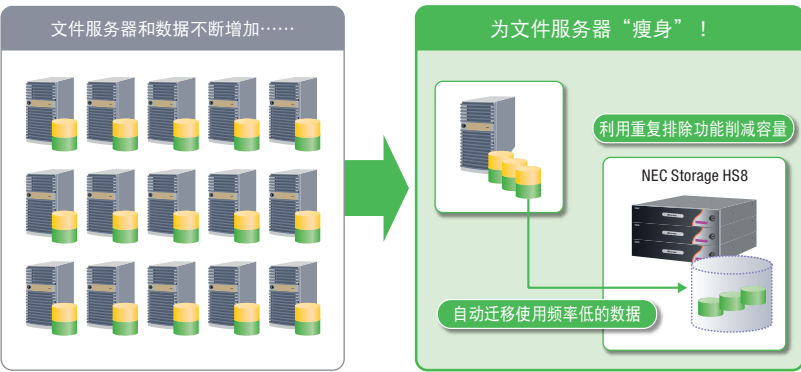 文件服务器和数据不断增加……
为文件服务器“瘦身”！
利用重复排除功能削减容量
NEC Storage HS8
自动迁移使用频率低的数据